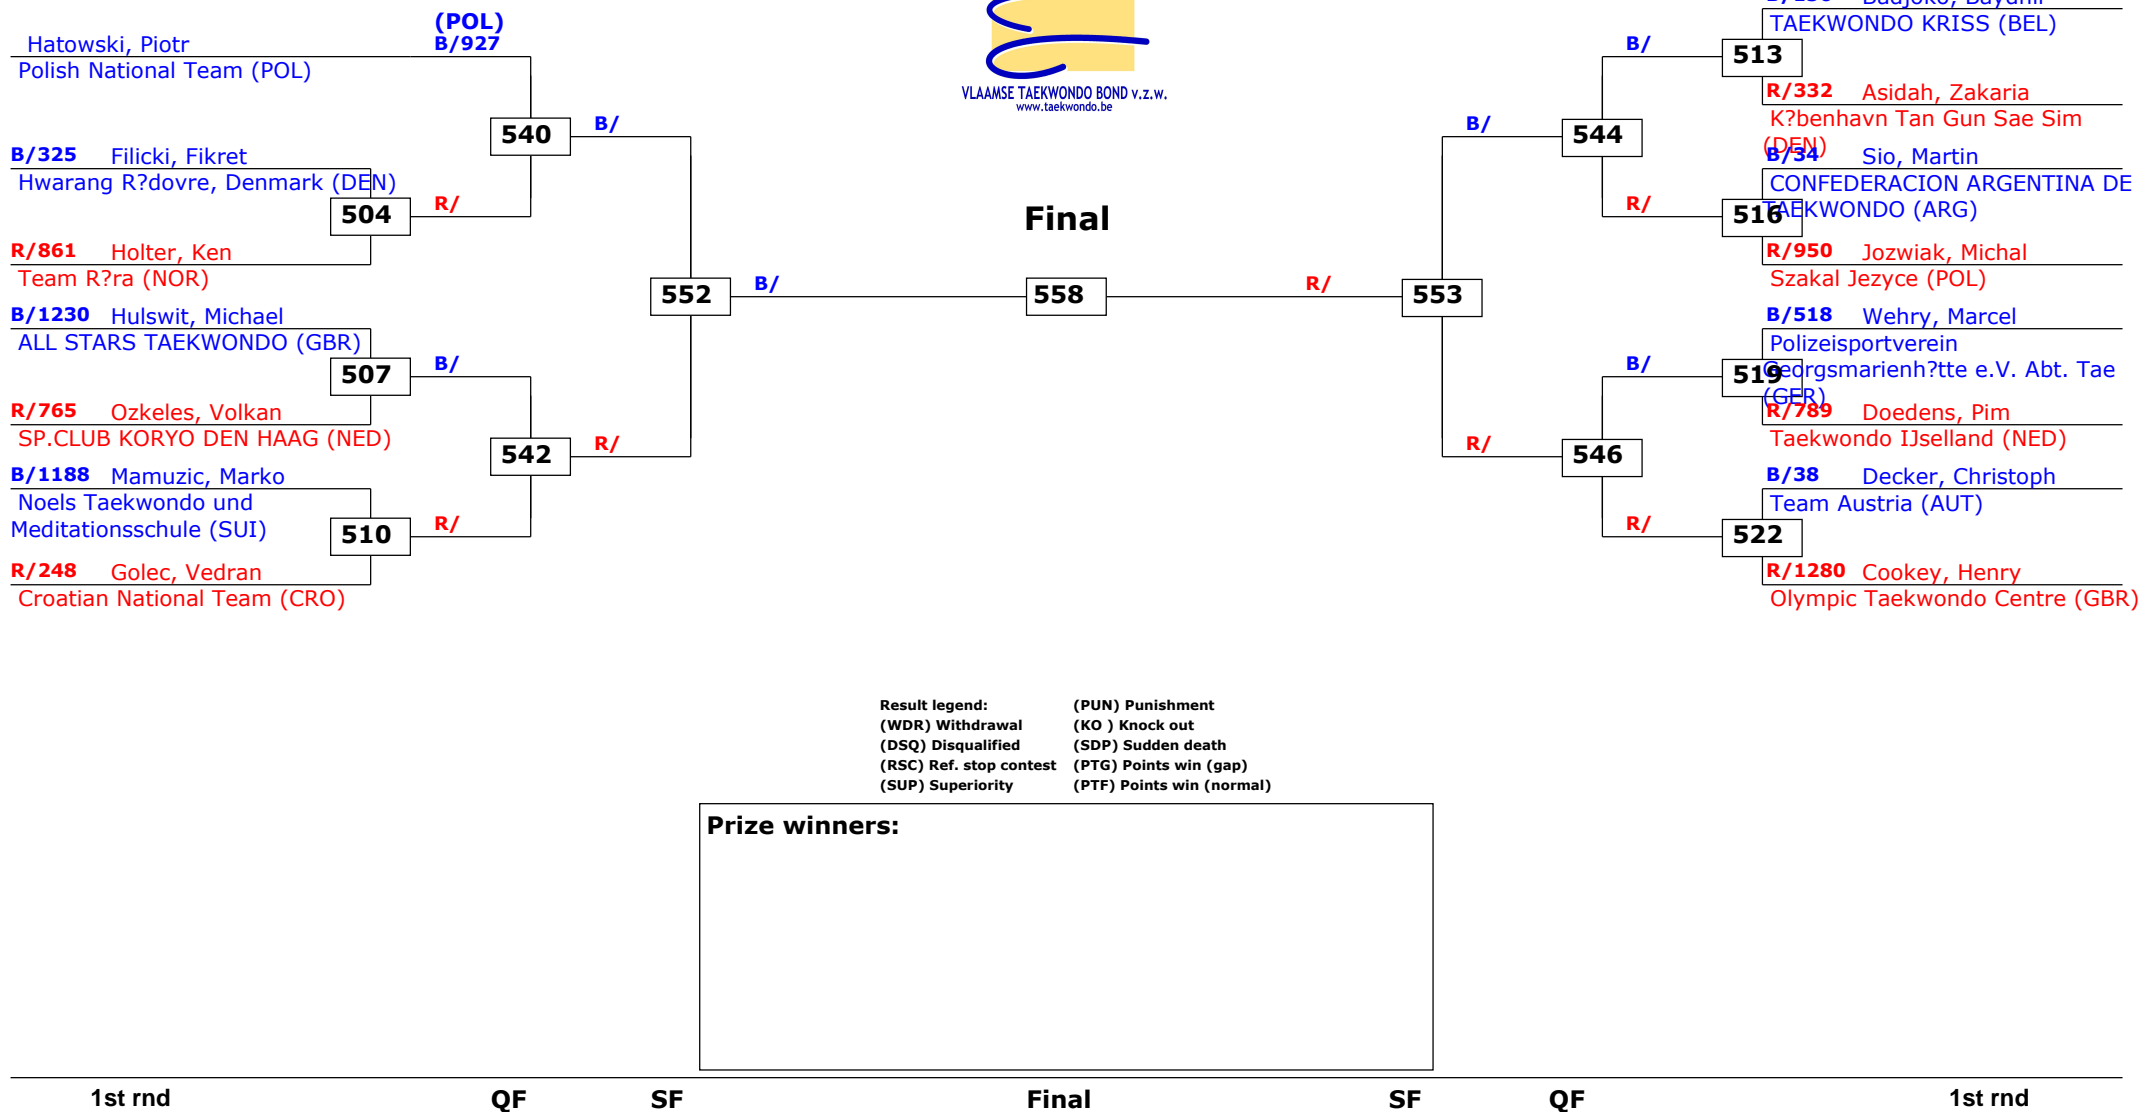 (POL)
Hatowski, Piotr
B/927
Polish National Team (POL)
540
B/
B/325 Filicki, Fikret
Hwarang R?dovre, Denmark (DEN)
504
R/
R/861 Holter, Ken
Team R?ra (NOR)
552
B/
B/1230 Hulswit, Michael
ALL STARS TAEKWONDO (GBR)
507
B/
R/765 Ozkeles, Volkan
SP.CLUB KORYO DEN HAAG (NED)
542
R/
B/1188 Mamuzic, Marko
Noels Taekwondo und
Meditationsschule (SUI)
510
R/
R/248 Golec, Vedran
Croatian National Team (CRO)
VLAAMSE TAEKWONDO BOND v.z.w.
www.taekwondo.be
Final
558
R/
553
B/
544
B/
TAEKWONDO KRISS (BEL)
513
R/332 Asidah, Zakaria
K?benhavn Tan Gun Sae Sim
(DEN)
B/34 Sio, Martin
CONFEDERACION ARGENTINA DE
TAEKWONDO (ARG)
516
R/
R/950 Jozwiak, Michal
Szakal Jezyce (POL)
B/518 Wehry, Marcel
Polizeisportverein
Georgsmarienh?tte e.V. Abt. Tae
(GER)
519
B/
R/789 Doedens, Pim
Taekwondo IJselland (NED)
546
R/
B/38 Decker, Christoph
Team Austria (AUT)
522
R/
R/1280 Cookey, Henry
Olympic Taekwondo Centre (GBR)
Result legend: (PUN) Punishment
(WDR) Withdrawal (KO ) Knock out
(DSQ) Disqualified (SDP) Sudden death
(RSC) Ref. stop contest (PTG) Points win (gap)
(SUP) Superiority (PTF) Points win (normal)
Prize winners:
1st rnd QF SF Final SF QF 1st rnd